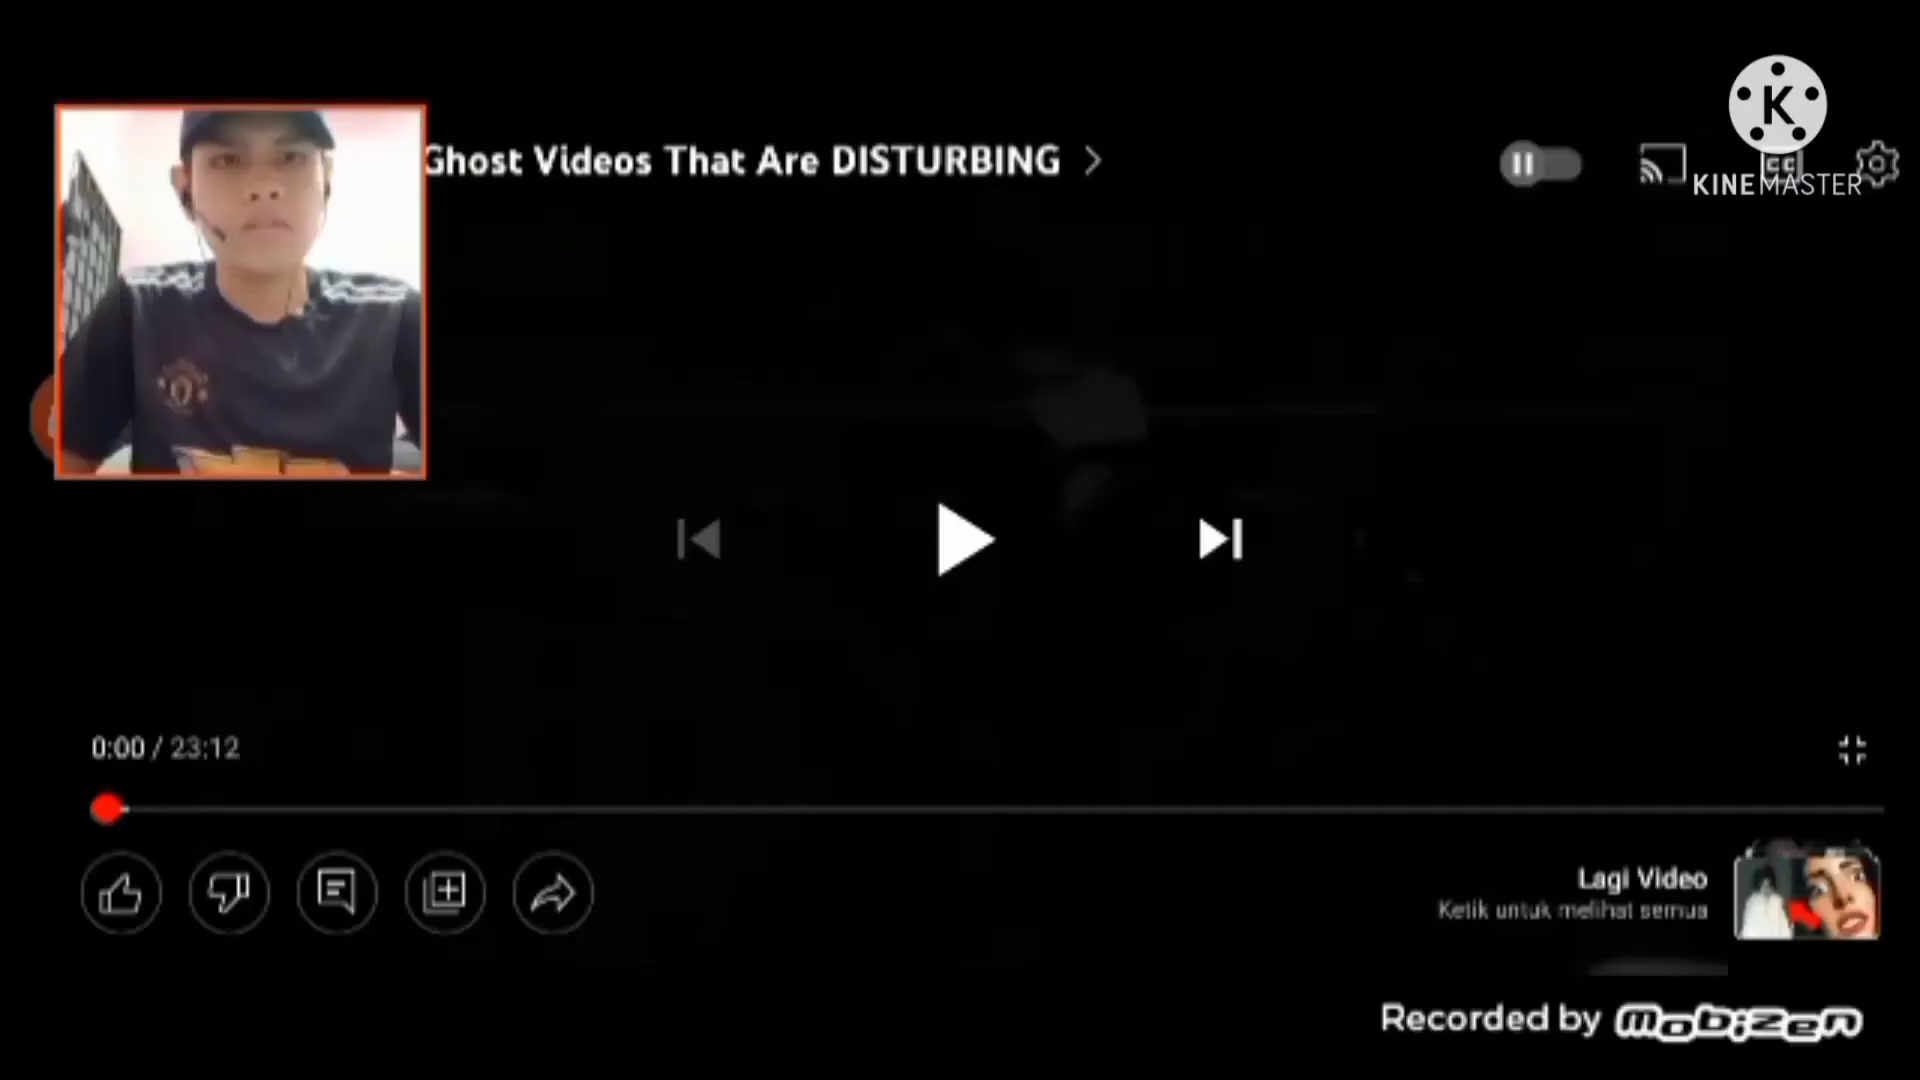 Ghost Videos That Are DISTURBING
K
CC
KINEMASTER
0:00 / 23:12
Lagi Video
Ketik untuk melihat semua
Recorded by mobizen